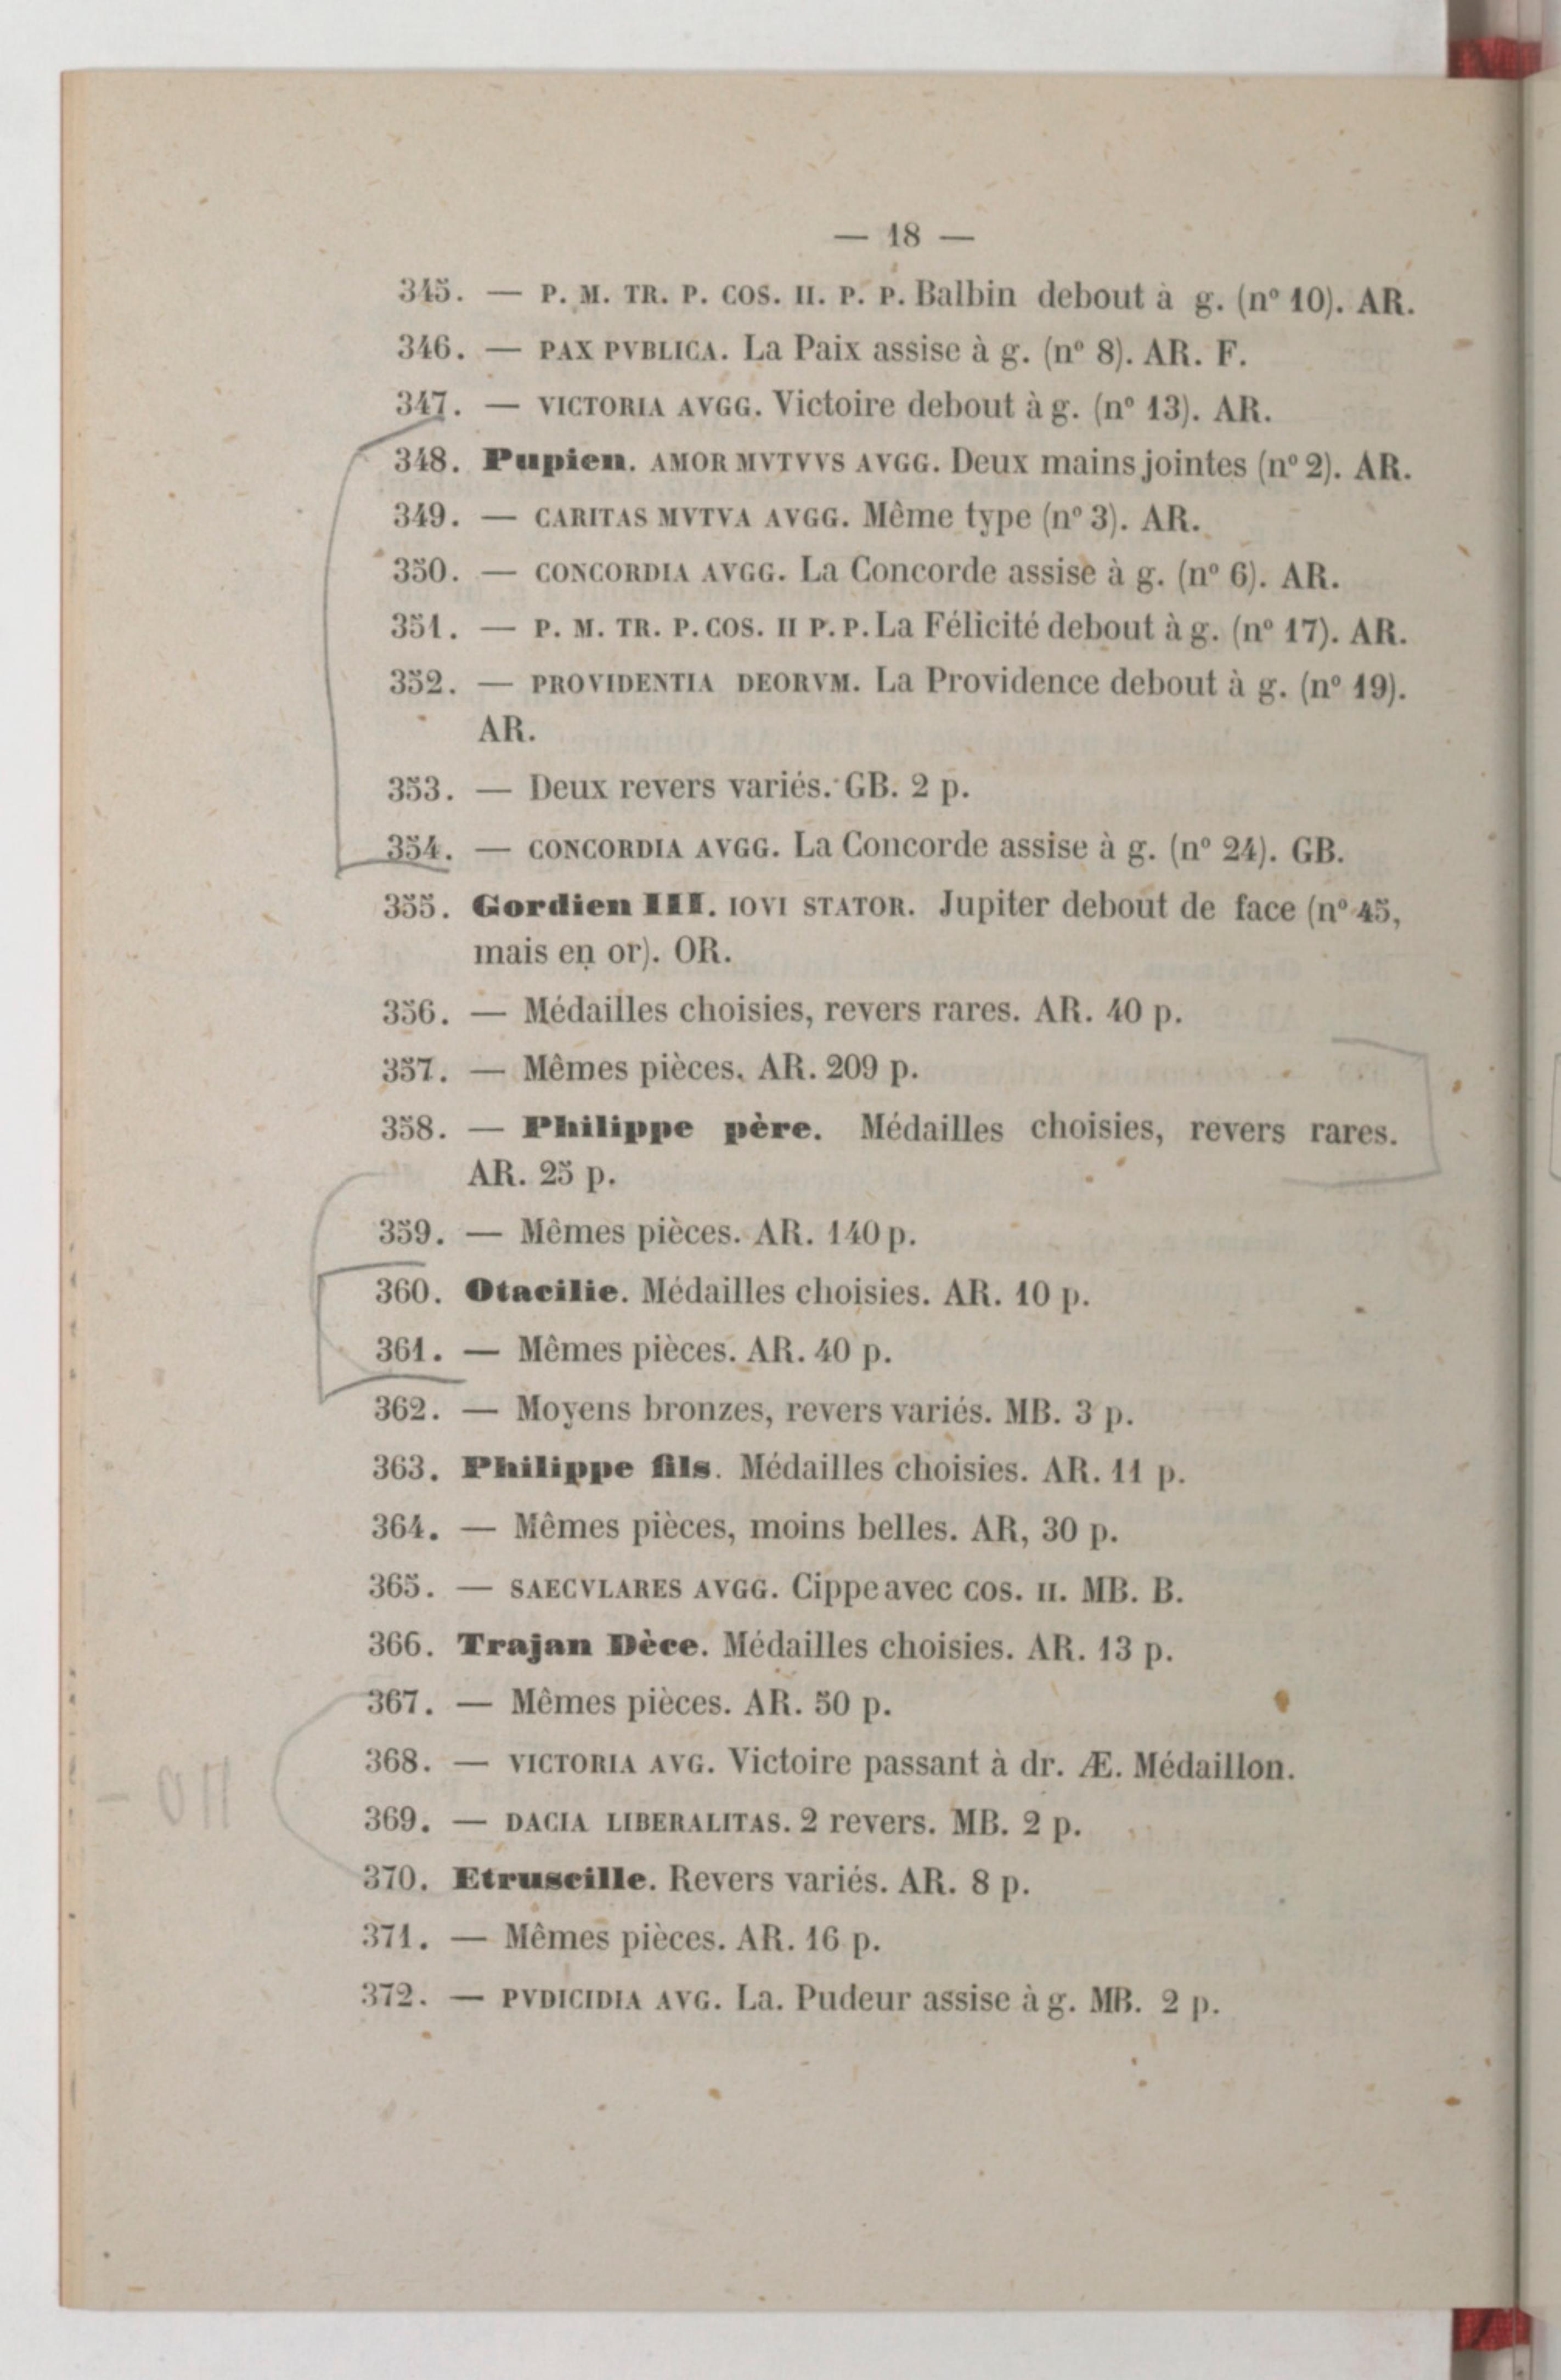 — 18 —
345. — P. M. TR. P. COS. II. P. P. Balbin debout à g. (nº 10). AR.
346. — PAX PVBLICA. La Paix assise à g. (nº 8). AR. F.
347. — VICTORIA AVGG. Victoire debout à g. (nº 13). AR.
348. Pupien. AMOR MVTVVS AVGG. Deux mains jointes (nº 2). AR.
349. — CARITAS MVTVA AVGG. Même type (nº 3). AR.
350. — CONCORDIA AVGG. La Concorde assise à g. (nº 6). AR.
351. — P. M. TR. P. COS. II P. P. La Félicité debout à g. (nº 17). AR.
352. — PROVIDENTIA DEORVM. La Providence debout à g. (nº 19).
AR.
353. — Deux revers variés. GB. 2 p.
354. — CONCORDIA AVGG. La Concorde assise à g. (nº 24). GB.
355. Gordien III. IOVI STATOR. Jupiter debout de face (nº 45,
mais en or). OR.
356. — Médailles choisies, revers rares. AR. 40 p.
357. — Mêmes pièces. AR. 209 p.
358. — Philippe père. Médailles choisies, revers rares.
AR. 25 p.
359. — Mêmes pièces. AR. 140 p.
360. Otacilie. Médailles choisies. AR. 10 p.
361. — Mêmes pièces. AR. 40 p.
362. — Moyens bronzes, revers variés. MB. 3 p.
363. Philippe fils. Médailles choisies. AR. 11 p.
364. — Mêmes pièces, moins belles. AR, 30 p.
365. — SAECVLARES AVGG. Cippe avec COS. II. MB. B.
366. Trajan Dèce. Médailles choisies. AR. 13 p.
367. — Mêmes pièces. AR. 50 p.
368. — VICTORIA AVG. Victoire passant à dr. Æ. Médaillon.
369. — DACIA LIBERALITAS. 2 revers. MB. 2 p.
370. Etruscille. Revers variés. AR. 8 p.
371. — Mêmes pièces. AR. 16 p.
372. — PVDICIDIA AVG. La. Pudeur assise à g. MB. 2 p.